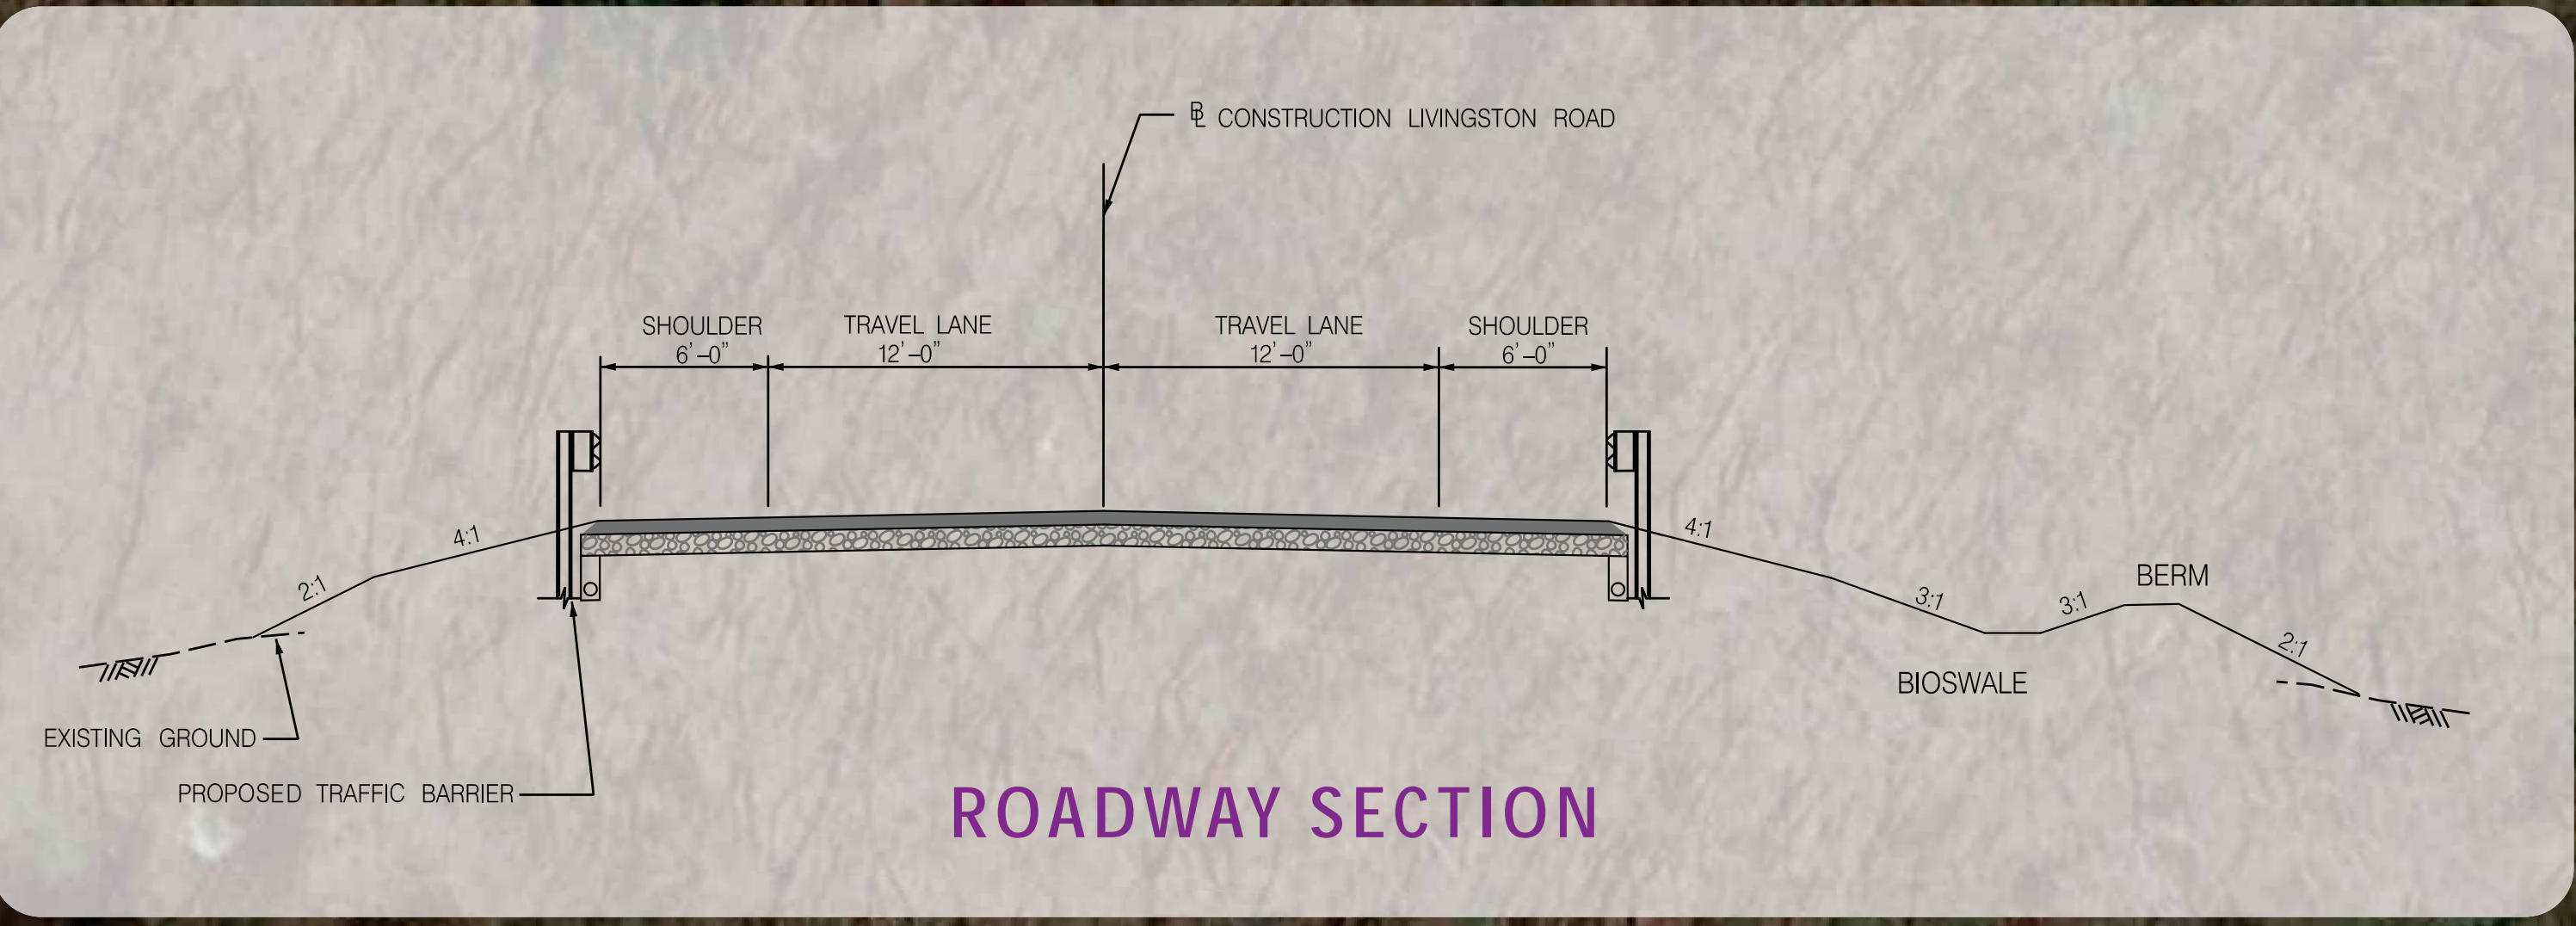 BL CONSTRUCTION LIVINGSTON ROAD
SHOULDER
6'–0"
TRAVEL LANE
12'–0"
TRAVEL LANE
12'–0"
SHOULDER
6'–0"
4:1
2:1
4:1
3:1
3:1
BERM
2:1
BIOSWALE
EXISTING GROUND
PROPOSED TRAFFIC BARRIER
ROADWAY SECTION